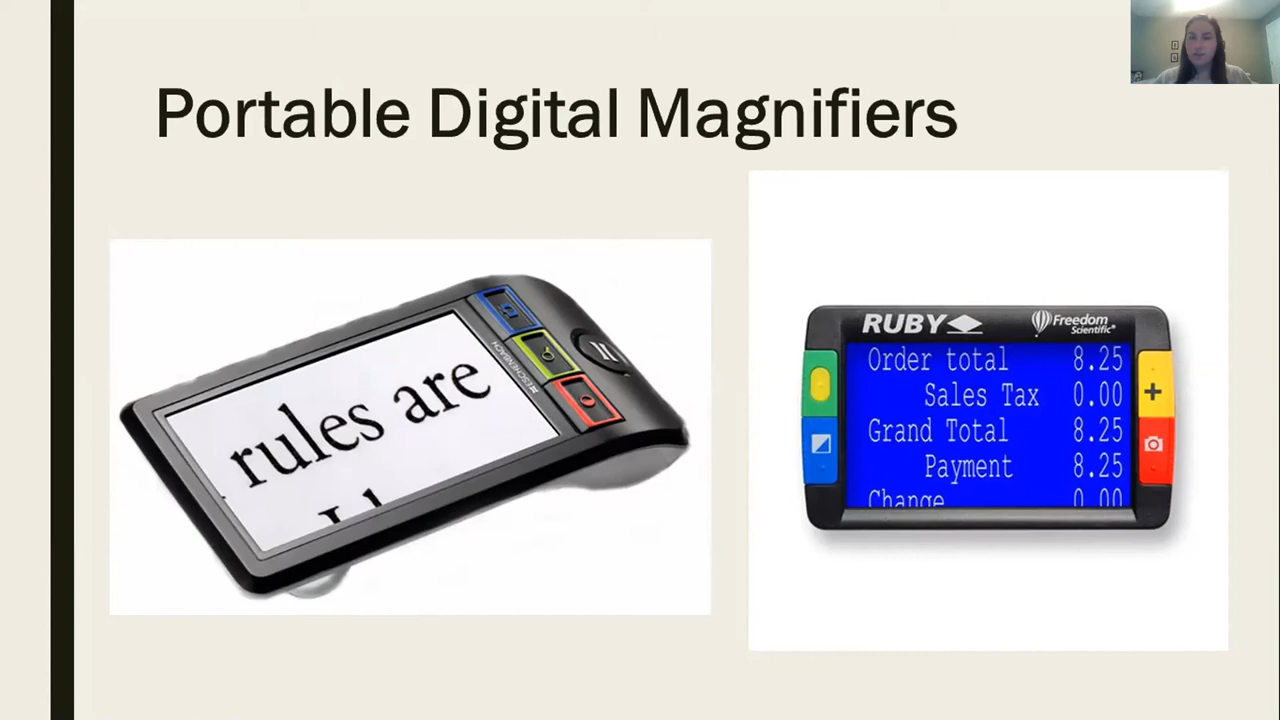 Portable Digital Magnifiers
ESCHENBACH
rules are
RUBY
Freedom
Scientific®
Order total 8.25
Sales Tax 0.00
Grand Total 8.25
Payment 8.25
Change 0.00